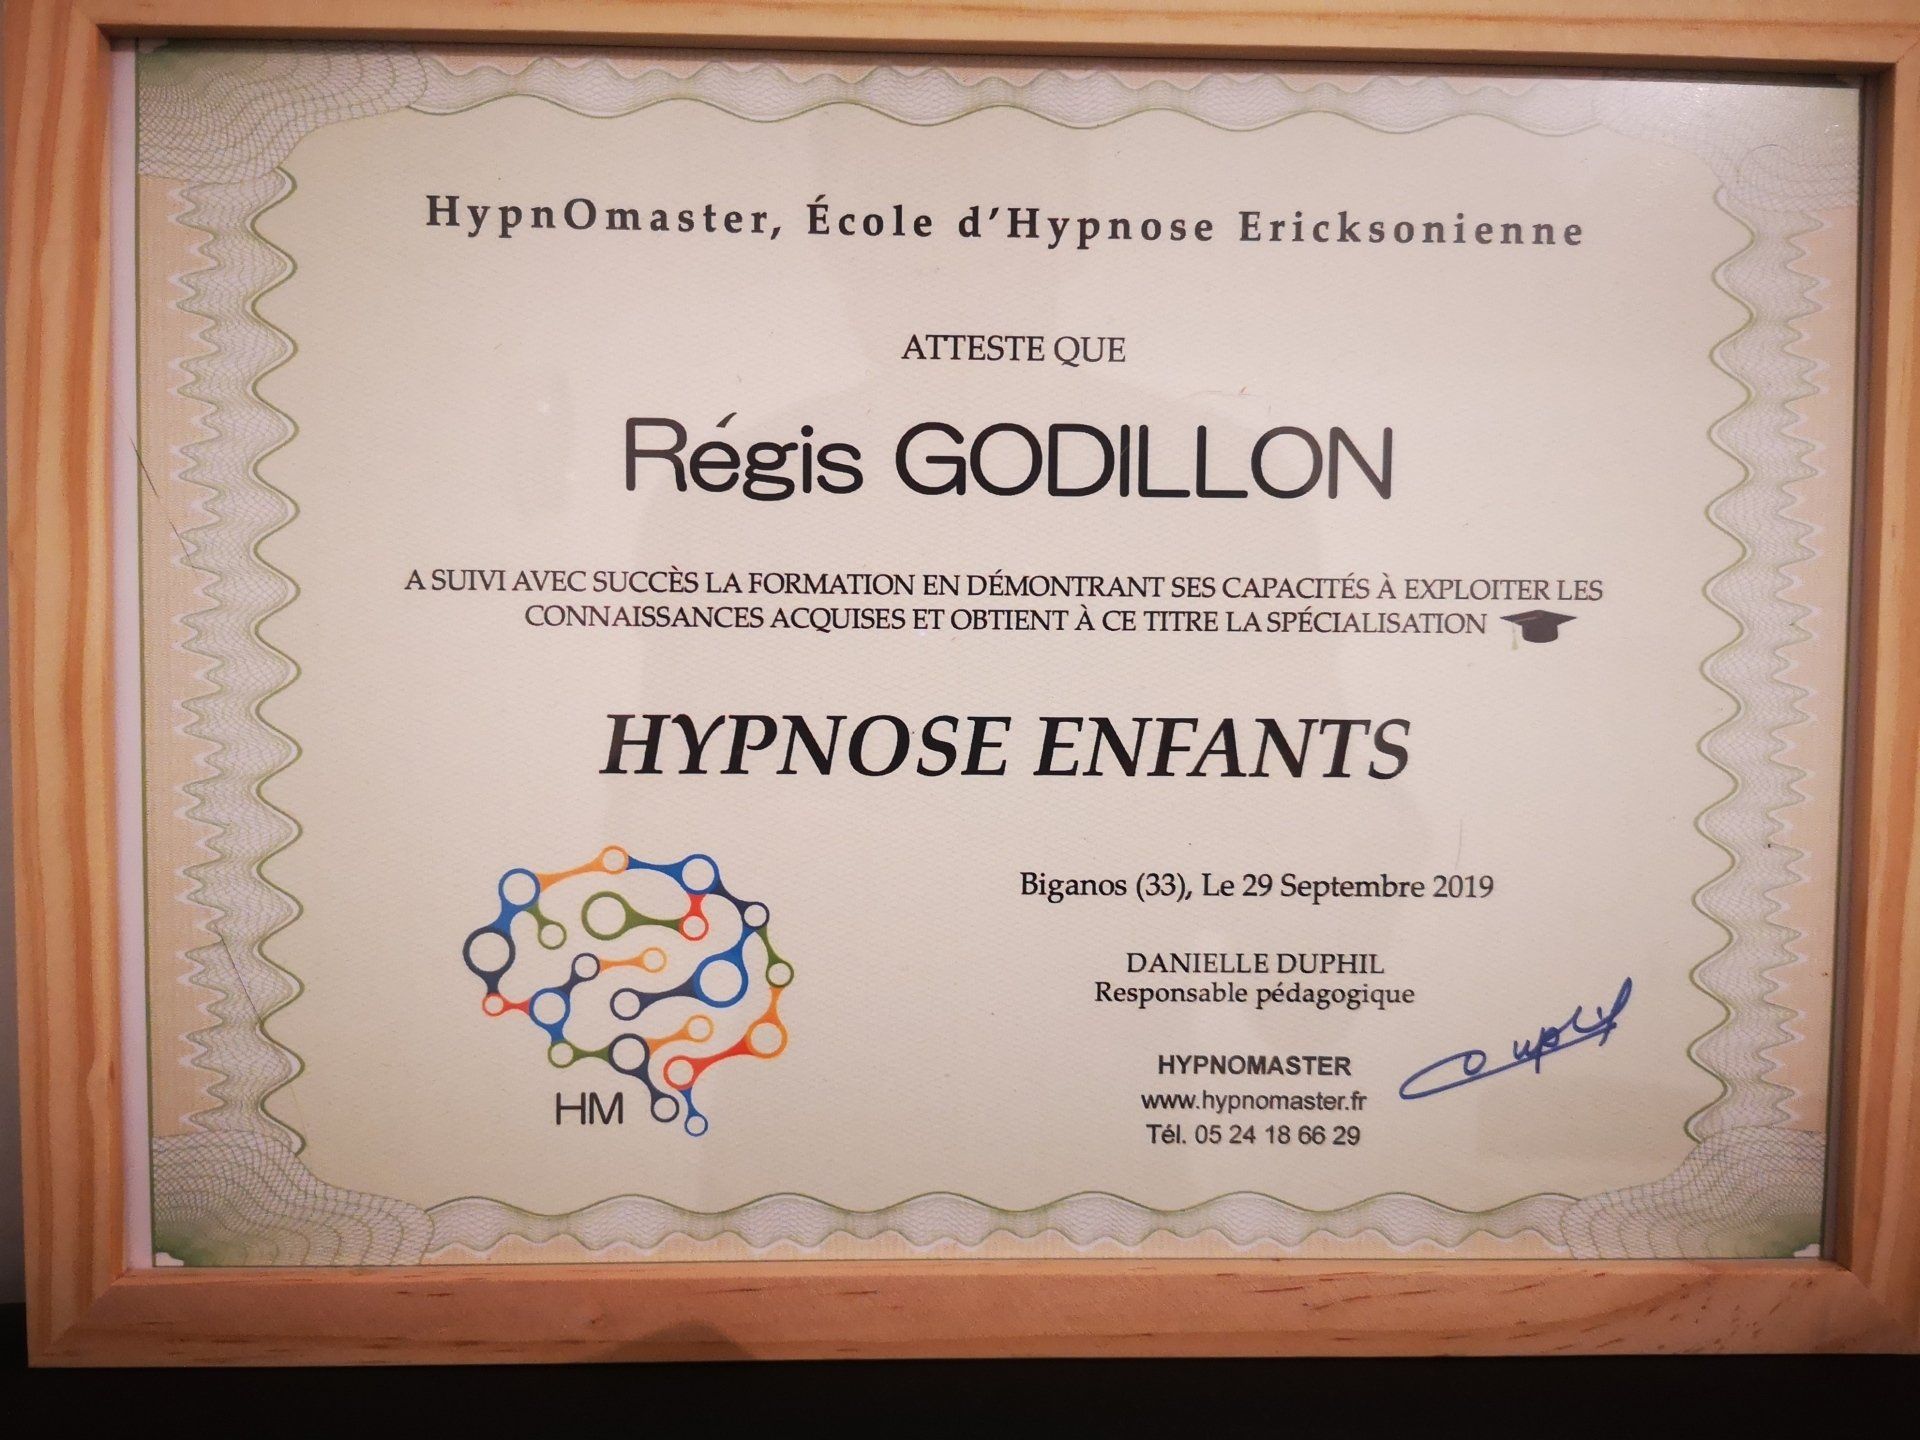 HypnOmaster, École d'Hypnose Ericksonienne
ATTESTE QUE
Régis GODILLON
A SUIVI AVEC SUCCÈS LA FORMATION EN DÉMONTRANT SES CAPACITÉS À EXPLOITER LES
CONNAISSANCES ACQUISES ET OBTIENT À CE TITRE LA SPÉCIALISATION
HYPNOSE ENFANTS
Biganos (33), Le 29 Septembre 2019
DANIELLE DUPHIL
Responsable pédagogique
HYPNOMASTER
www.hypnomaster.fr
Tél. 05 24 18 66 29
HM